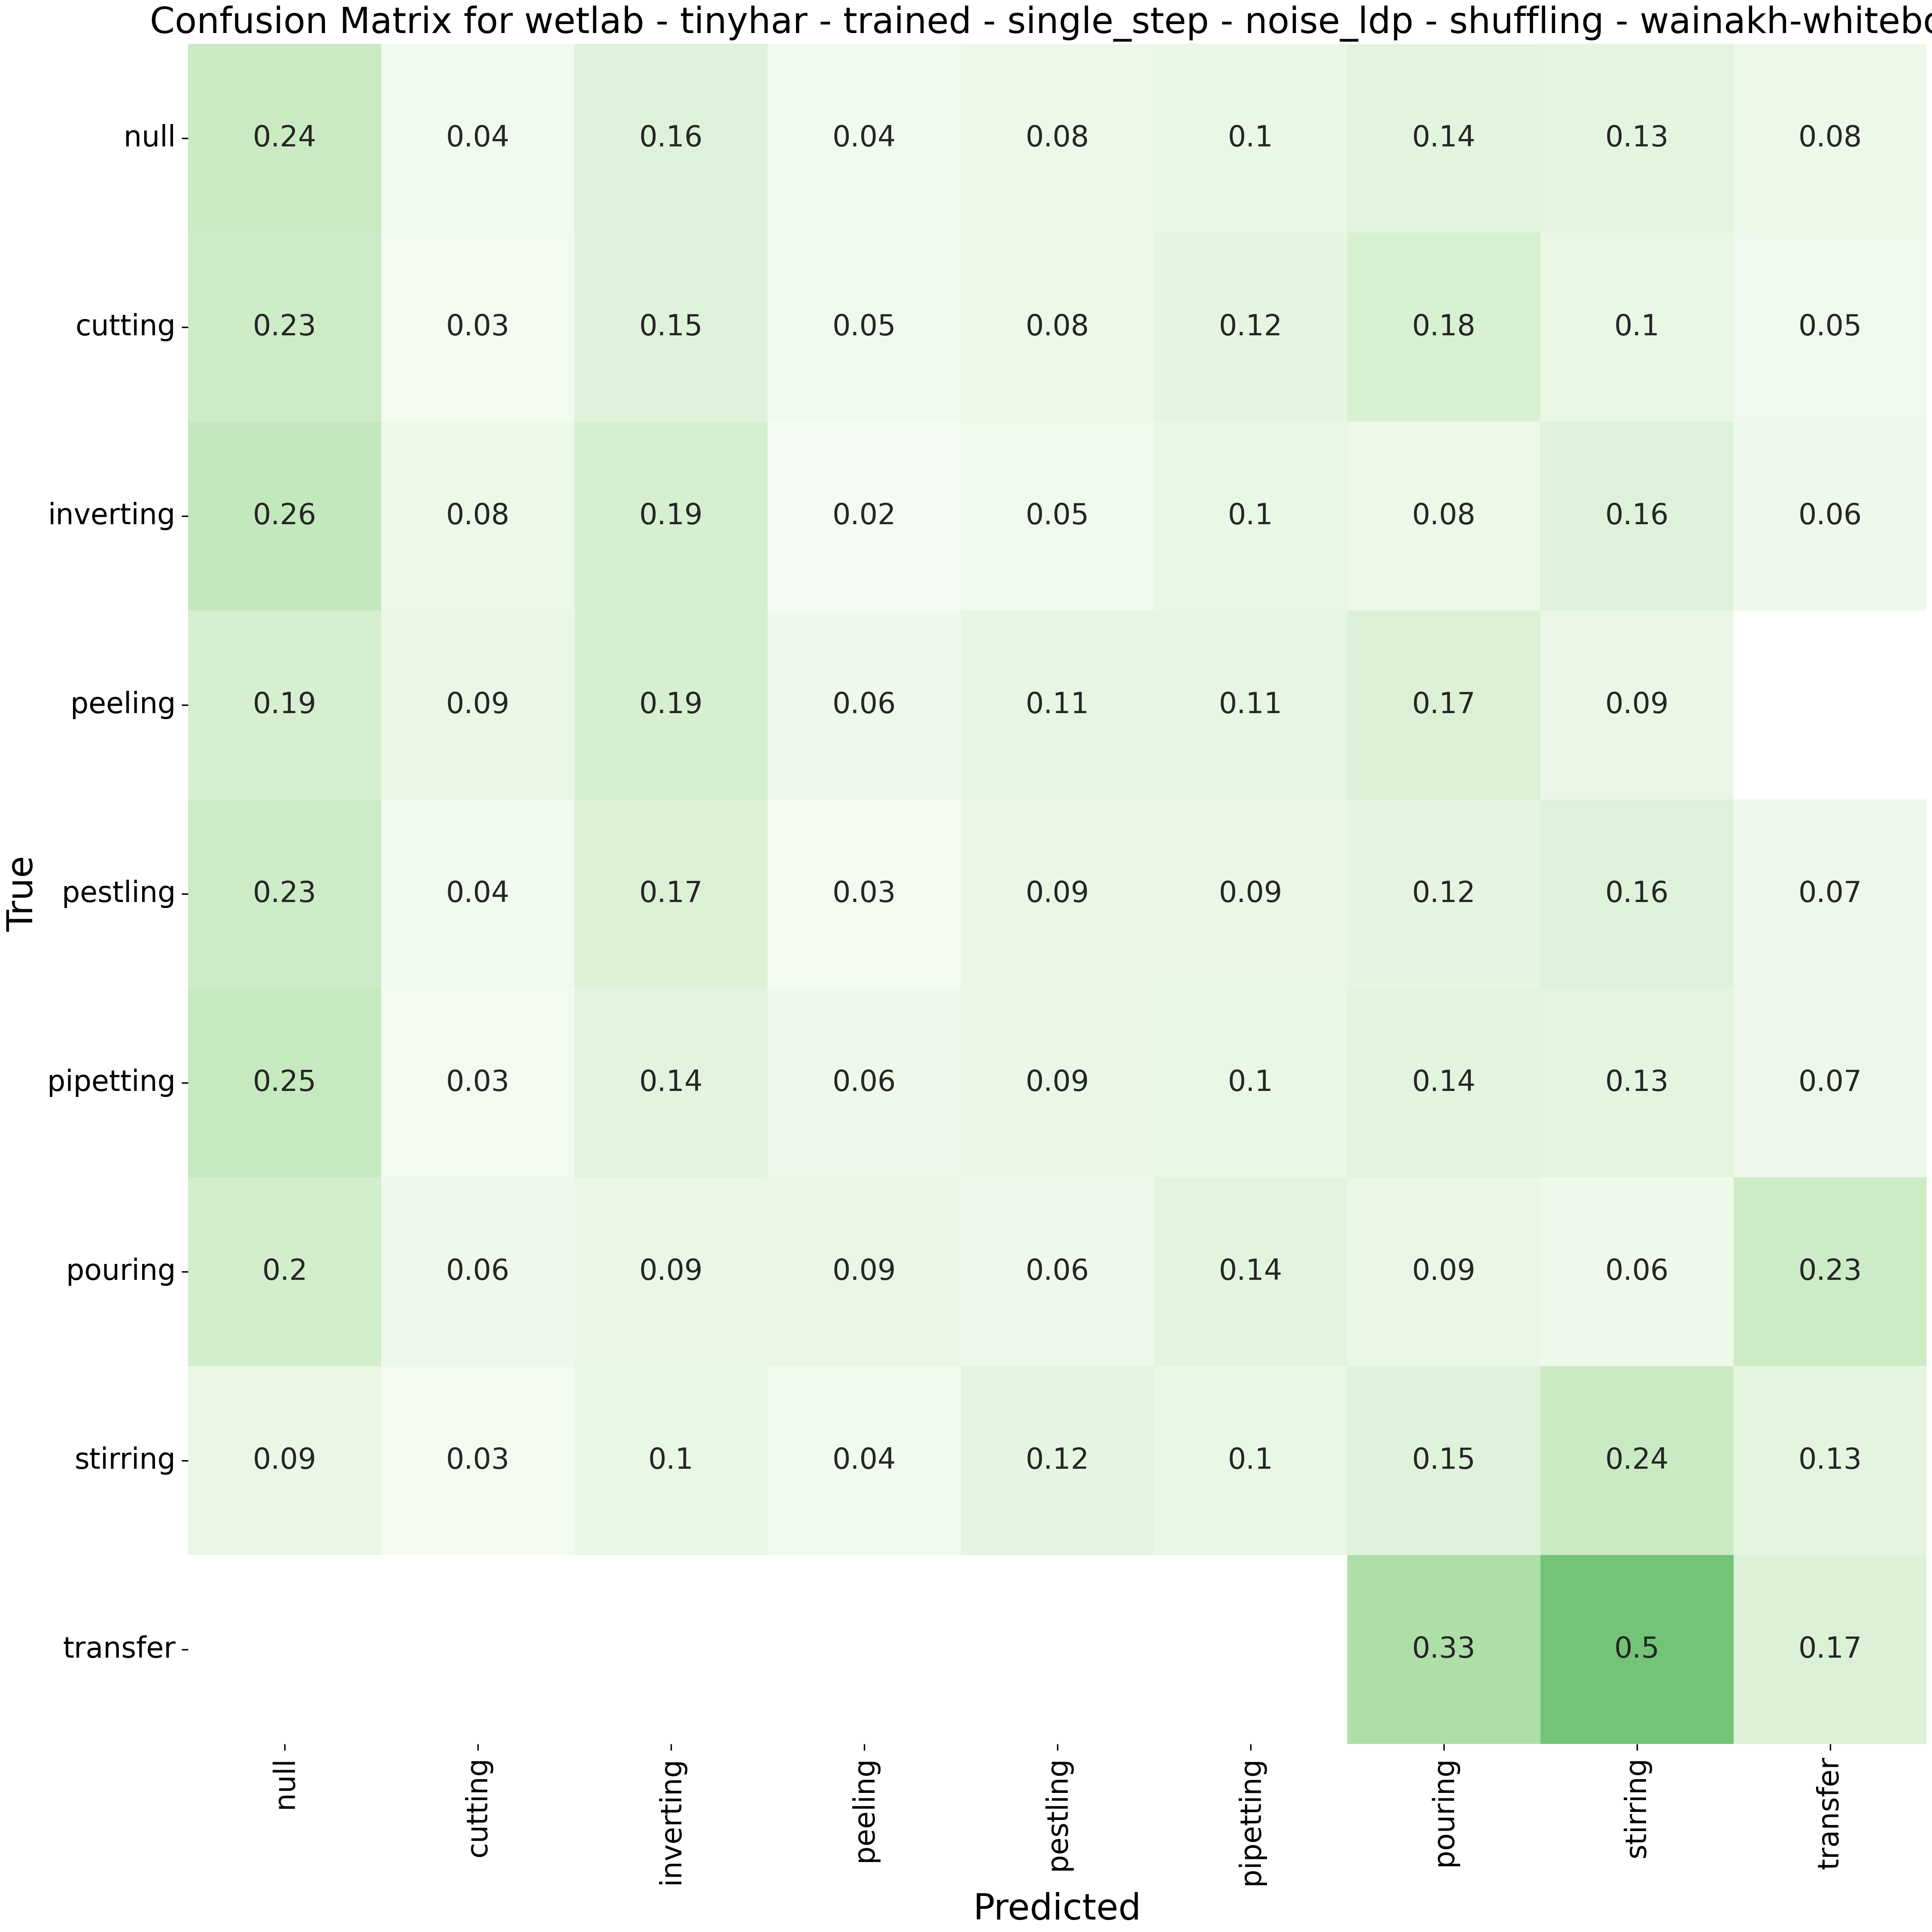 Confusion Matrix for wetlab - tinyhar - trained - single_step - noise_ldp - shuffling - wainakh-whitebo
null 0.24 0.04 0.16 0.04 0.08 0.1 0.14 0.13 0.08
cutting 0.23 0.03 0.15 0.05 0.08 0.12 0.18 0.1 0.05
inverting 0.26 0.08 0.19 0.02 0.05 0.1 0.08 0.16 0.06
peeling 0.19 0.09 0.19 0.06 0.11 0.11 0.17 0.09
pestling 0.23 0.04 0.17 0.03 0.09 0.09 0.12 0.16 0.07
pipetting 0.25 0.03 0.14 0.06 0.09 0.1 0.14 0.13 0.07
pouring 0.2 0.06 0.09 0.09 0.06 0.14 0.09 0.06 0.23
stirring 0.09 0.03 0.1 0.04 0.12 0.1 0.15 0.24 0.13
transfer 0.33 0.5 0.17
True
null cutting inverting peeling pestling pipetting pouring stirring transfer
Predicted